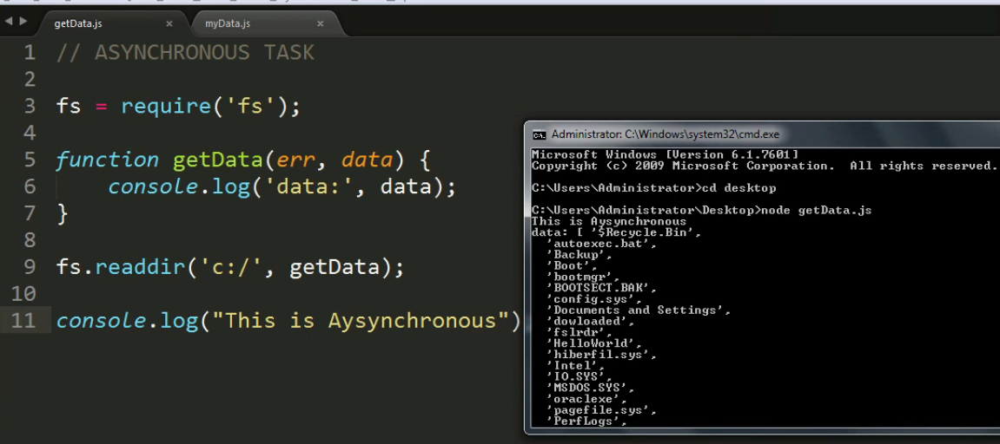 getData.js × myData.js ×
1 // ASYNCHRONOUS TASK
2
3 fs = require('fs');
4
5 function getData(err, data) {
6 console.log('data:', data);
7 }
8
9 fs.readdir('c:/', getData);
10
11 console.log("This is Aysynchronous")
Administrator: C:\Windows\system32\cmd.exe
Microsoft Windows [Version 6.1.7601]
Copyright (c) 2009 Microsoft Corporation. All rights reserved.
C:\Users\Administrator>cd desktop
C:\Users\Administrator\Desktop>node getData.js
This is Aysynchronous
data: [ '$Recycle.Bin',
'autoexec.bat',
'Backup',
'Boot',
'bootmgr',
'BOOTSECT.BAK',
'config.sys',
'Documents and Settings',
'dowloaded',
'fslrdr',
'HelloWorld',
'hiberfil.sys',
'Intel',
'IO.SYS',
'MSDOS.SYS',
'oraclexe',
'pagefile.sys',
'PerfLogs',